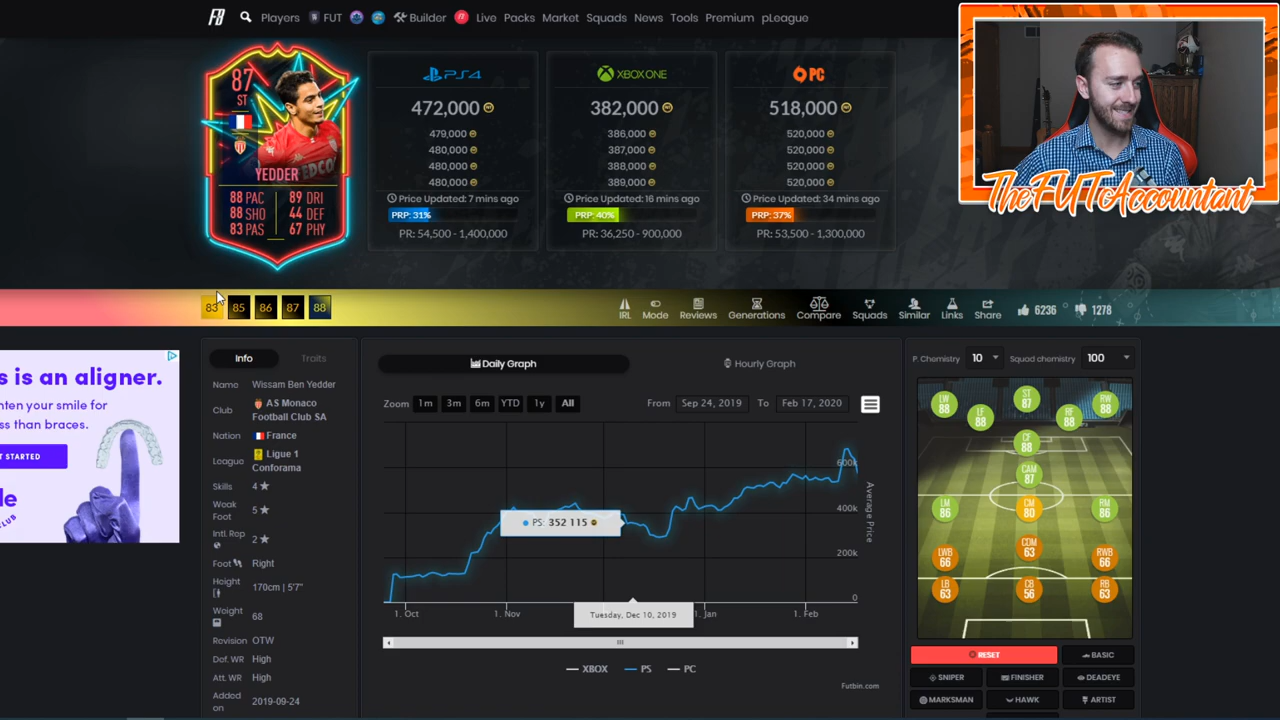 F8 Players FUT Builder Live Packs Market Squads News Tools Premium pLeague
87
ST
YEDDER
88 PAC 89 DRI
88 SHO 44 DEF
83 PAS 67 PHY
PS4
472,000
479,000
480,000
480,000
480,000
Price Updated: 7 mins ago
PRP: 31%
PR: 54,500 - 1,400,000
XBOX ONE
382,000
386,000
387,000
388,000
389,000
Price Updated: 16 mins ago
PRP: 40%
PR: 36,250 - 900,000
PC
518,000
520,000
520,000
520,000
520,000
Price Updated: 34 mins ago
PRP: 37%
PR: 53,500 - 1,300,000
TheFUTAccountant
83 85 86 87 88
IRL Mode Reviews Generations Compare Squads Similar Links Share 6236 1278
s is an aligner.
ten your smile for
less than braces.
T STARTED
CLUB
Info Traits
Name Wissam Ben Yedder
Club AS Monaco
Football Club SA
Nation France
League Ligue 1
Conforama
Skills 4
Weak
Foot 5
Intl. Rep 2
Foot Right
Height 170cm | 5'7"
Weight 68
Revision OTW
Def. WR High
Att. WR High
Added
on 2019-09-24
Daily Graph Hourly Graph
Zoom 1m 3m 6m YTD 1y All From Sep 24, 2019 To Feb 17, 2020
600k
400k
200k
0
Average Price
PS: 352 115
1. Oct 1. Nov Tuesday, Dec 10, 2019 1. Jan 1. Feb
XBOX PS PC
Futbin.com
P. Chemistry 10 Squad chemistry 100
LW
88
LF
88
ST
87
RF
88
RW
88
CF
88
CAM
87
LM
86
CM
80
RM
86
LWB
66
CDM
63
RWB
66
LB
63
CB
56
RB
63
RESET BASIC
SNIPER FINISHER DEADEYE
MARKSMAN HAWK ARTIST